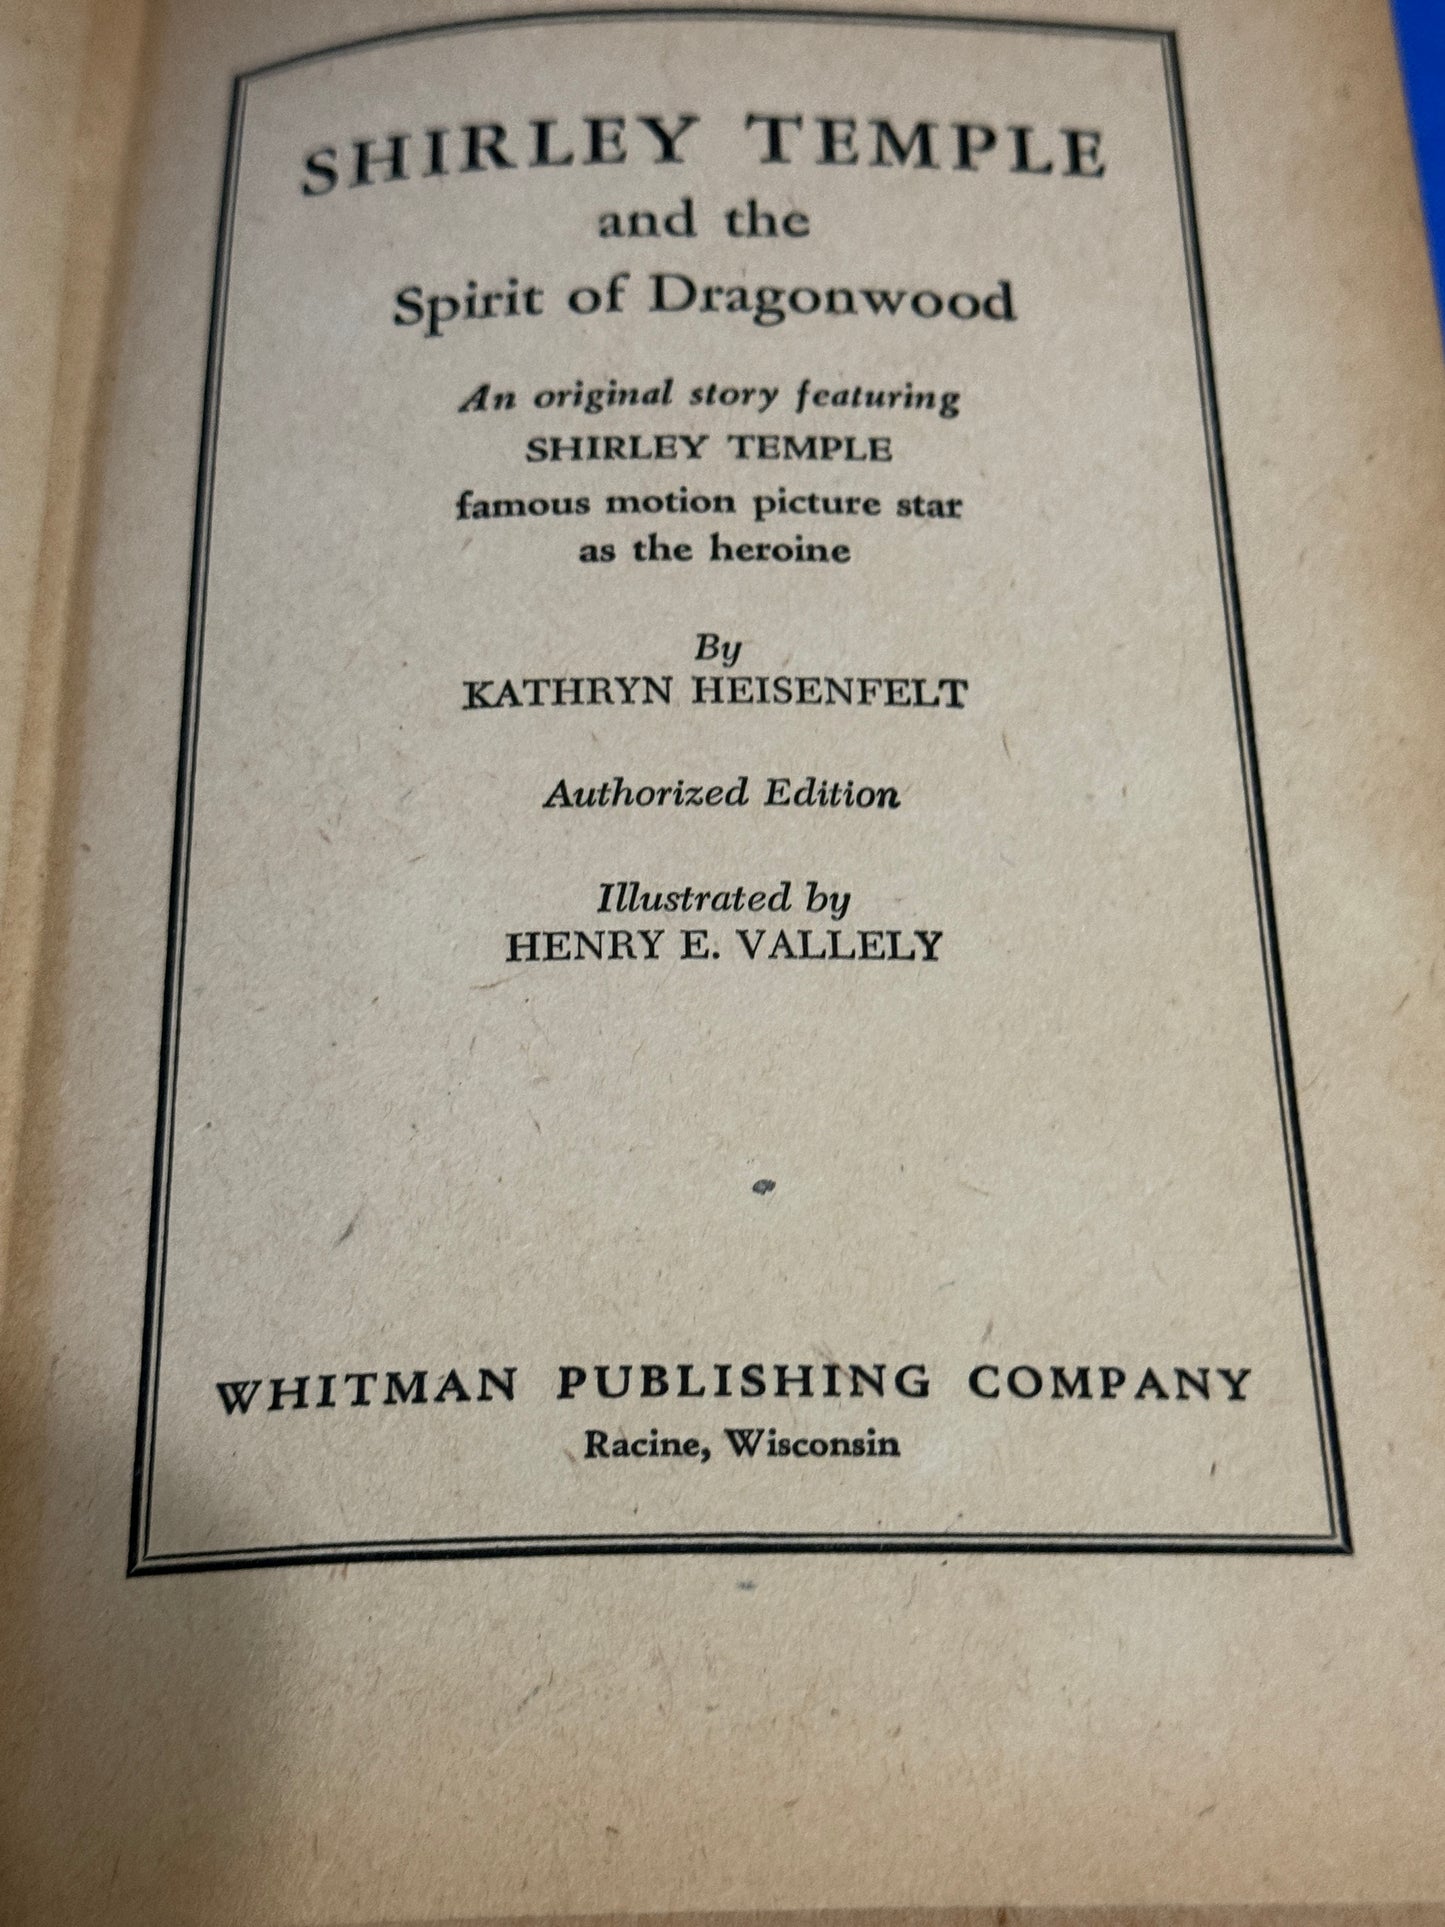 SHIRLEY TEMPLE
and the
Spirit of Dragonwood
An original story featuring
SHIRLEY TEMPLE
famous motion picture star
as the heroine
By
KATHRYN HEISENFELT
Authorized Edition
Illustrated by
HENRY E. VALLELY
WHITMAN PUBLISHING COMPANY
Racine, Wisconsin